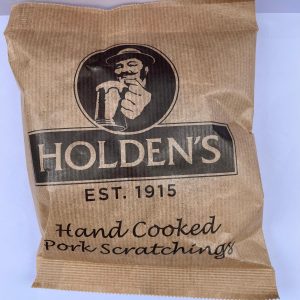 HOLDEN'S
EST. 1915
Hand Cooked
Pork Scratchings